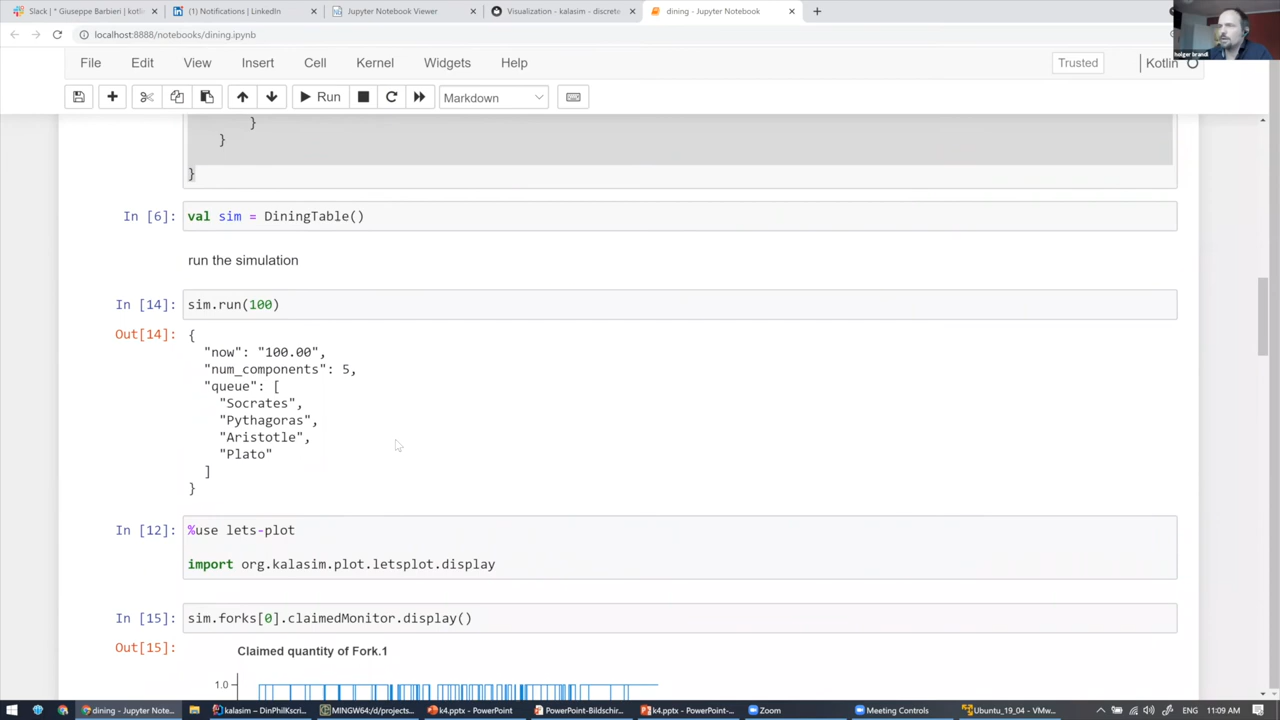 Slack | * Giuseppe Barbieri | kotlin
(1) Notifications | LinkedIn
Jupyter Notebook Viewer
Visualization - kalasim - discrete
dining - Jupyter Notebook
localhost:8888/notebooks/dining.ipynb
holger brandl
File Edit View Insert Cell Kernel Widgets Help
Trusted
Kotlin
Run
Markdown
}
}
}
In [6]:
val sim = DiningTable()
run the simulation
In [14]:
sim.run(100)
Out[14]:
{
"now": "100.00",
"num_components": 5,
"queue": [
"Socrates",
"Pythagoras",
"Aristotle",
"Plato"
]
}
In [12]:
%use lets-plot
import org.kalasim.plot.letsplot.display
In [15]:
sim.forks[0].claimedMonitor.display()
Out[15]:
Claimed quantity of Fork.1
1.0
dining - Jupyter Note...
kalasim – DinPhilKscri...
MINGW64:/d/projects...
k4.pptx - PowerPoint
PowerPoint-Bildschir...
k4.pptx - PowerPoint-...
Zoom
Meeting Controls
Ubuntu_19_04 - VMw...
11:09 AM